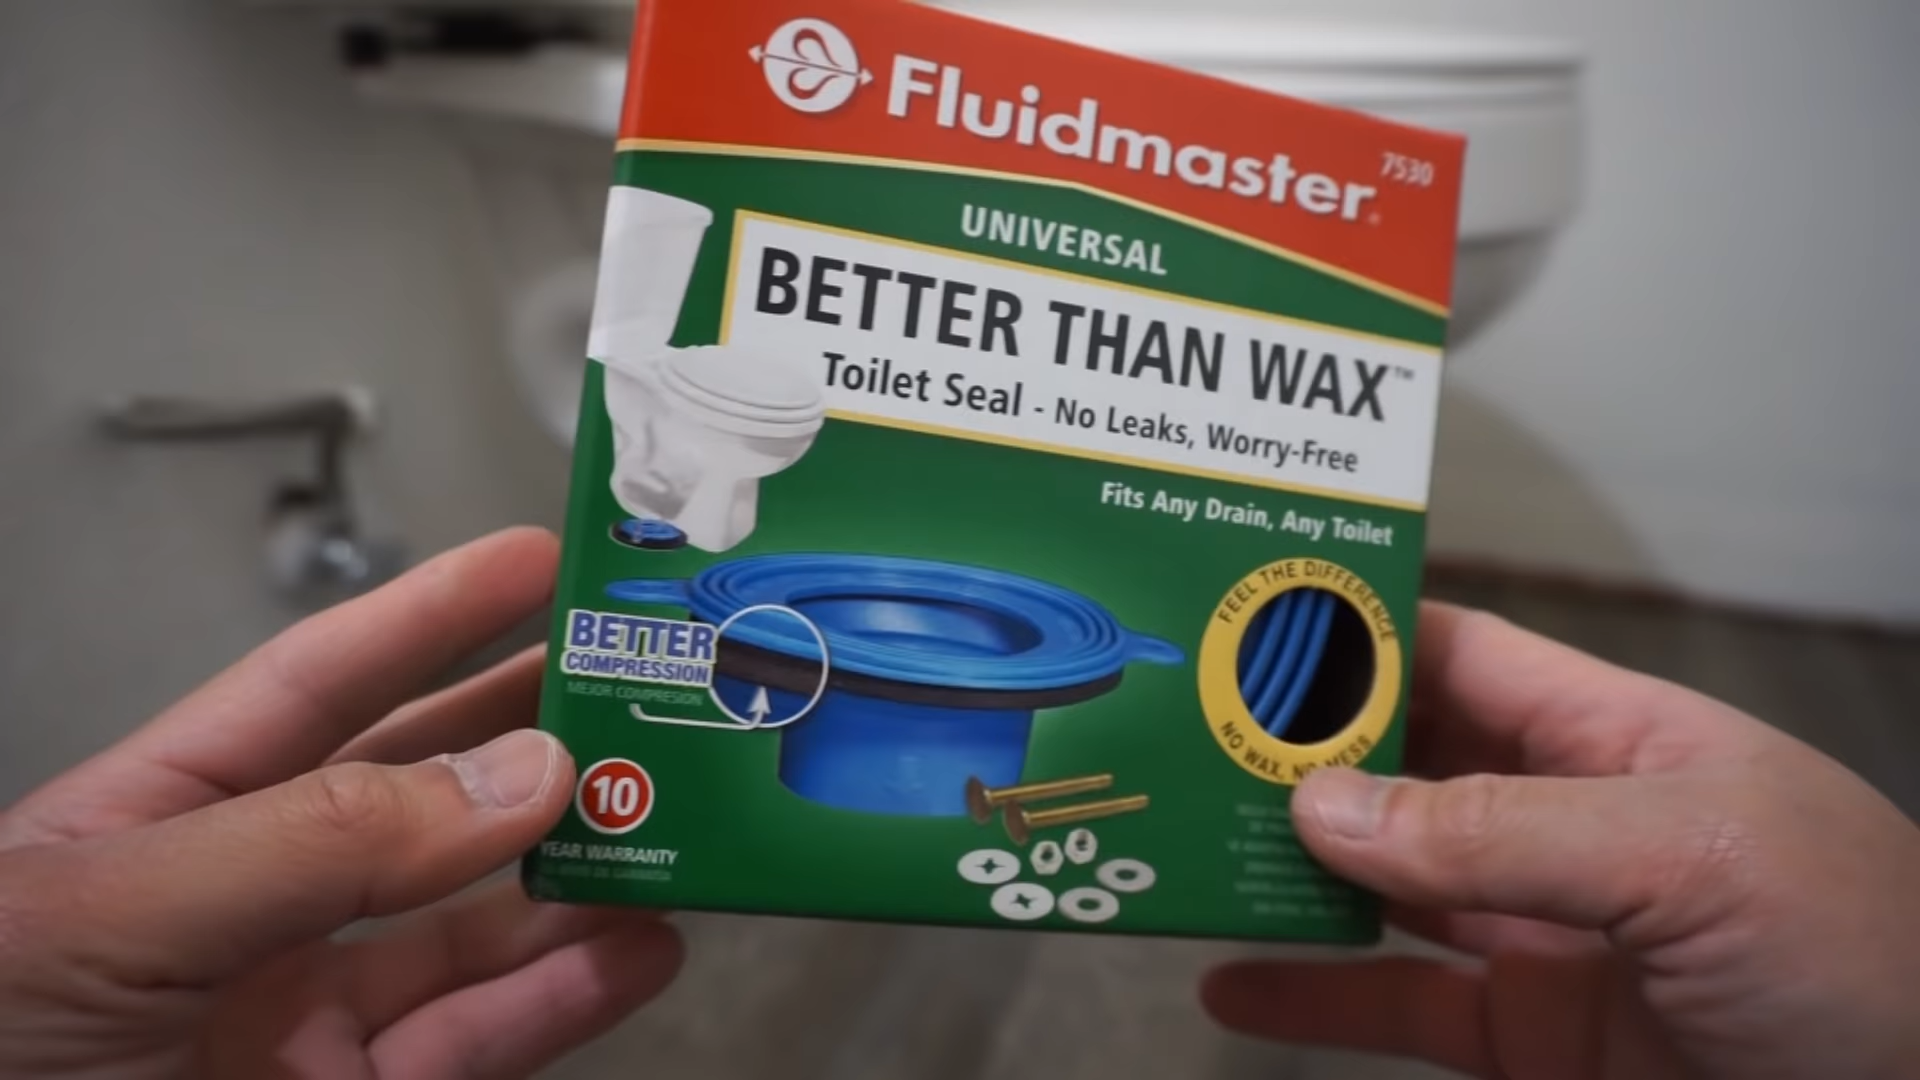 Fluidmaster
7530
UNIVERSAL
BETTER THAN WAX™
Toilet Seal - No Leaks, Worry-Free
Fits Any Drain, Any Toilet
FEEL THE DIFFERENCE
NO WAX, NO MESS
BETTER
COMPRESSION
MEJOR COMPRESIÓN
10
YEAR WARRANTY